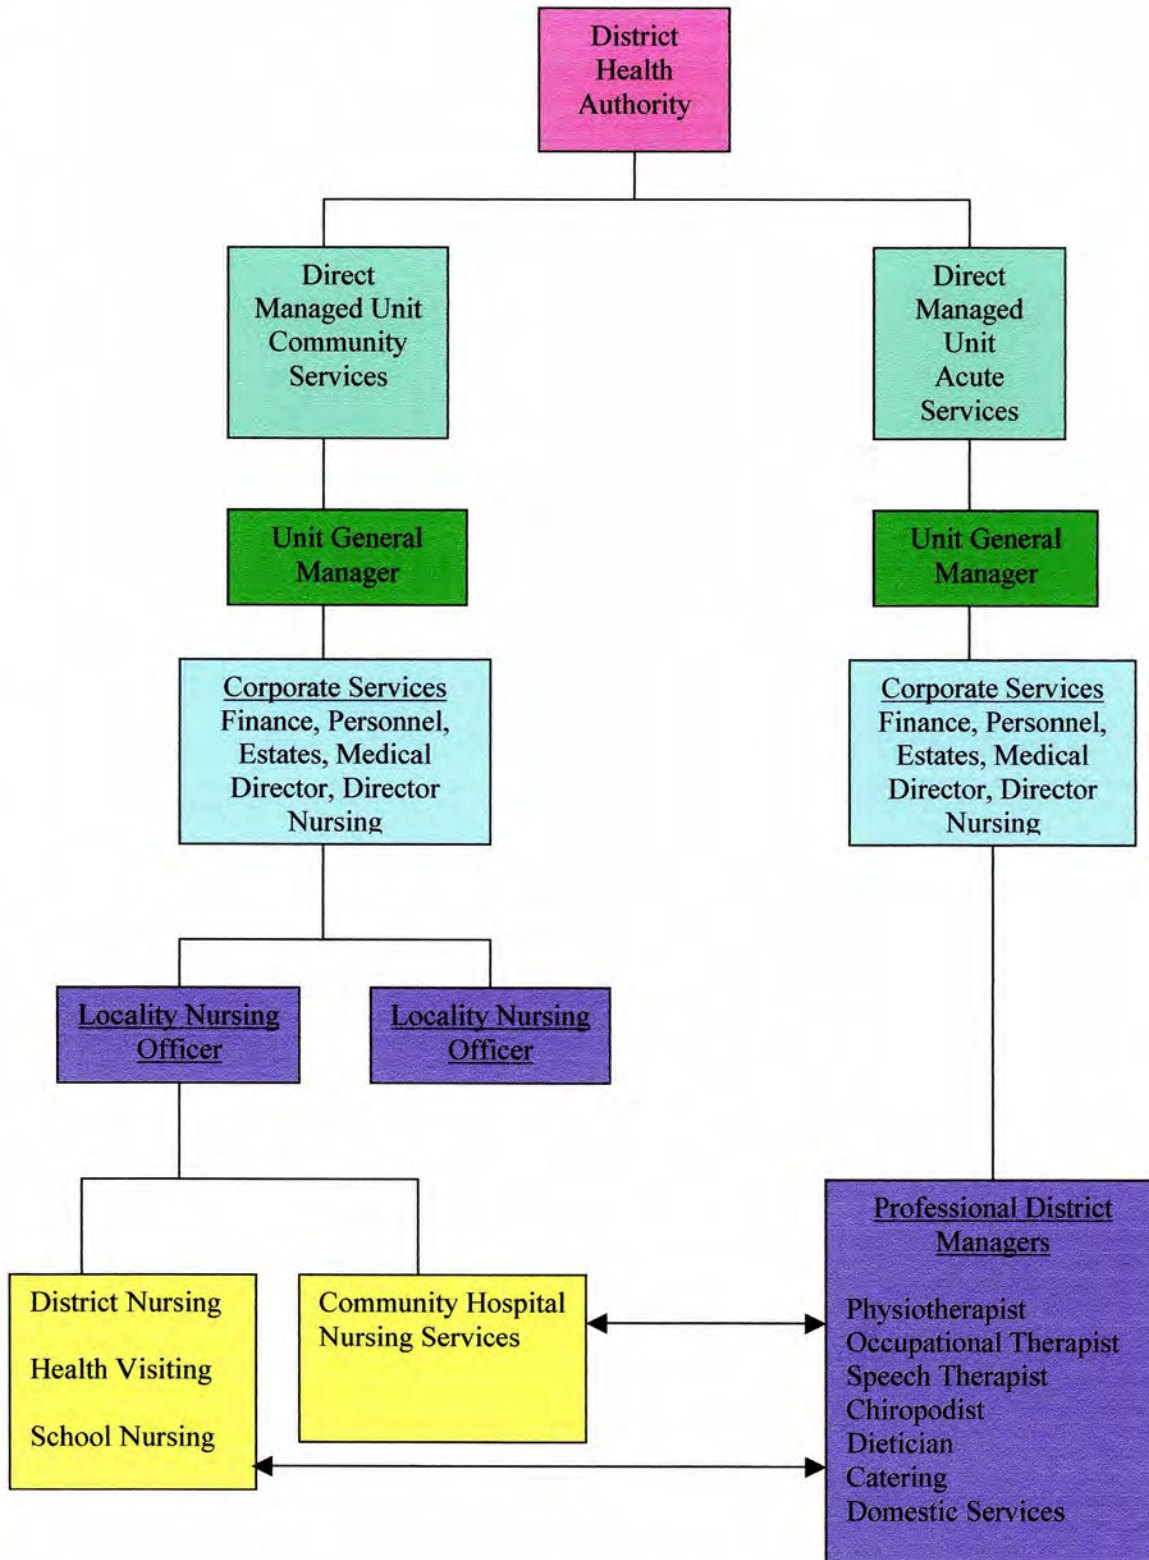 District
Health
Authority
Direct
Managed Unit
Community
Services
Direct
Managed
Unit
Acute
Services
Unit General
Manager
Unit General
Manager
Corporate Services
Finance, Personnel,
Estates, Medical
Director, Director
Nursing
Corporate Services
Finance, Personnel,
Estates, Medical
Director, Director
Nursing
Locality Nursing
Officer
Locality Nursing
Officer
District Nursing
Health Visiting
School Nursing
Community Hospital
Nursing Services
Professional District
Managers
Physiotherapist
Occupational Therapist
Speech Therapist
Chiropodist
Dietician
Catering
Domestic Services